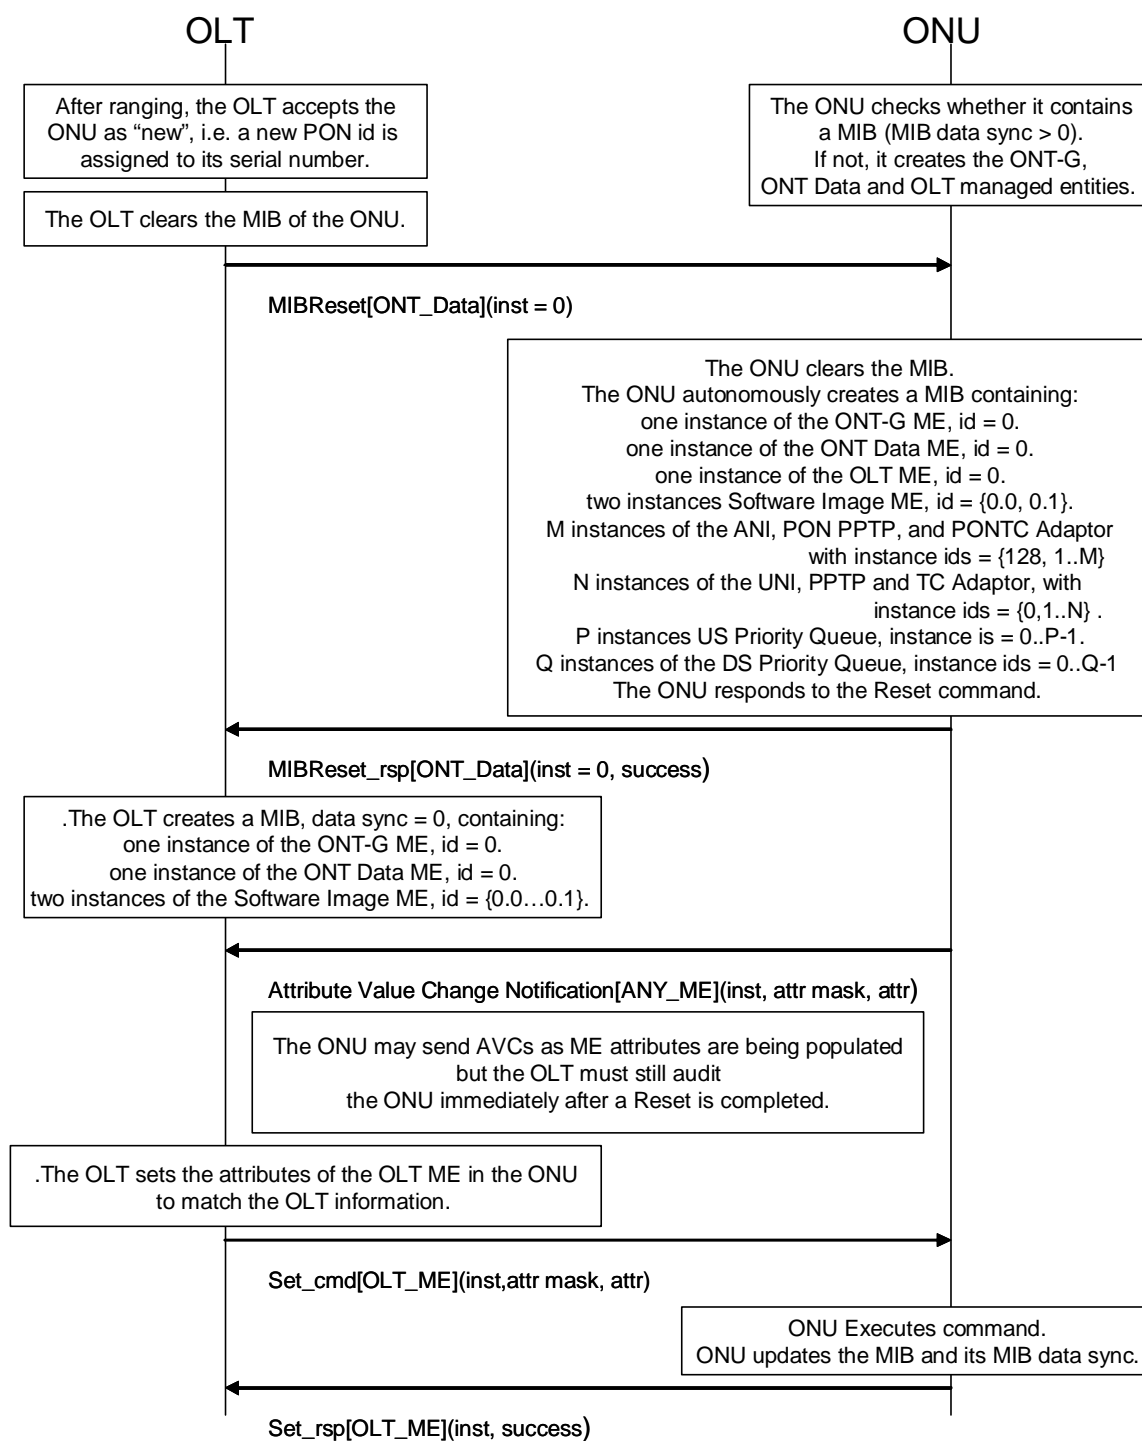 OLT
ONU
After ranging, the OLT accepts the
ONU as “new”, i.e. a new PON id is
assigned to its serial number.
The ONU checks whether it contains
a MIB (MIB data sync > 0).
If not, it creates the ONT-G,
ONT Data and OLT managed entities.
The OLT clears the MIB of the ONU.
MIBReset[ONT_Data](inst = 0)
The ONU clears the MIB.
The ONU autonomously creates a MIB containing:
one instance of the ONT-G ME, id = 0.
one instance of the ONT Data ME, id = 0.
one instance of the OLT ME, id = 0.
two instances Software Image ME, id = {0.0, 0.1}.
M instances of the ANI, PON PPTP, and PONTC Adaptor
with instance ids = {128, 1..M}
N instances of the UNI, PPTP and TC Adaptor, with
instance ids = {0,1..N} .
P instances US Priority Queue, instance is = 0..P-1.
Q instances of the DS Priority Queue, instance ids = 0..Q-1
The ONU responds to the Reset command.
MIBReset_rsp[ONT_Data](inst = 0, success)
.The OLT creates a MIB, data sync = 0, containing:
one instance of the ONT-G ME, id = 0.
one instance of the ONT Data ME, id = 0.
two instances of the Software Image ME, id = {0.0…0.1}.
Attribute Value Change Notification[ANY_ME](inst, attr mask, attr)
The ONU may send AVCs as ME attributes are being populated
but the OLT must still audit
the ONU immediately after a Reset is completed.
.The OLT sets the attributes of the OLT ME in the ONU
to match the OLT information.
Set_cmd[OLT_ME](inst,attr mask, attr)
ONU Executes command.
ONU updates the MIB and its MIB data sync.
Set_rsp[OLT_ME](inst, success)